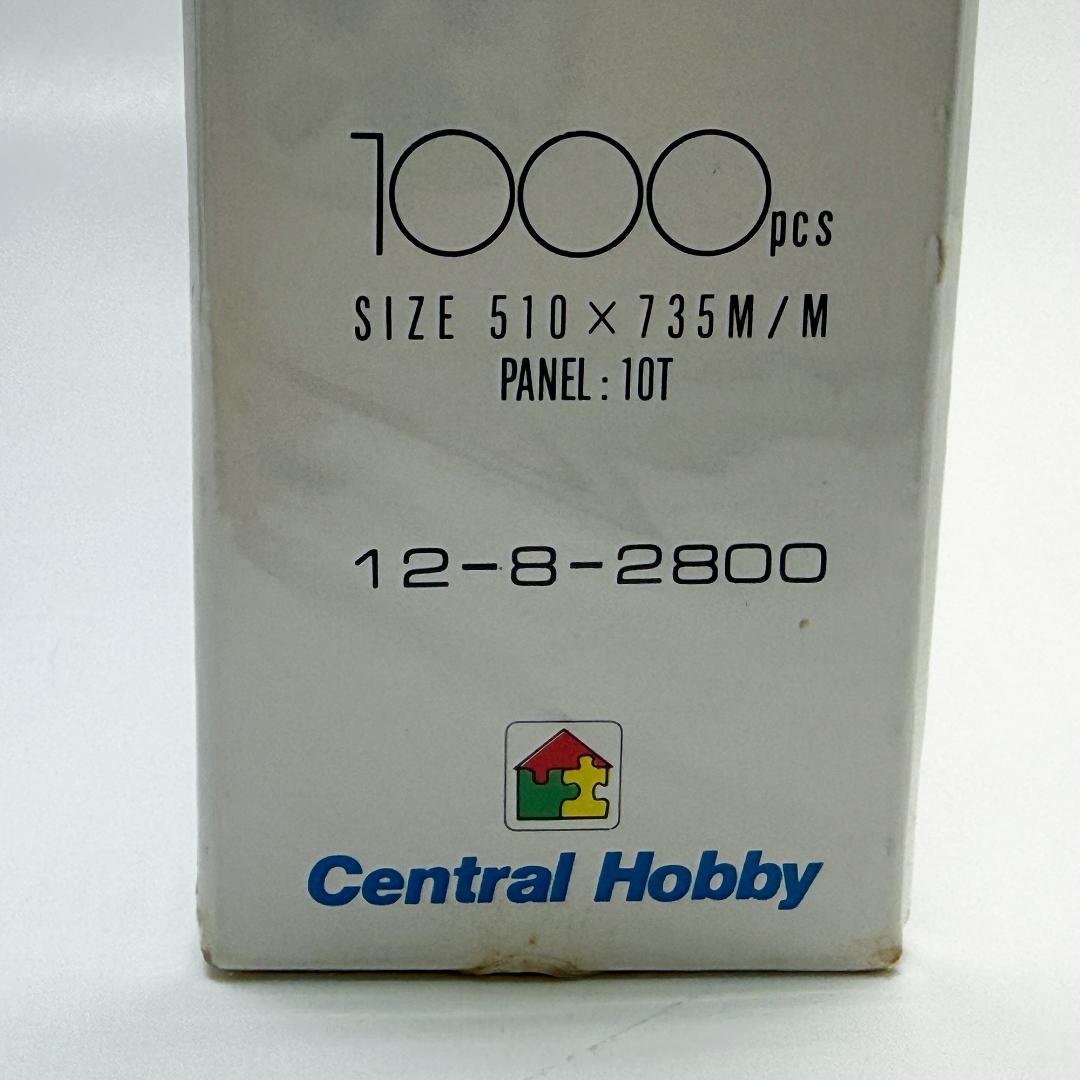 1000pcs
SIZE 510×735M/M
PANEL:10T
12-8-2800
Central Hobby